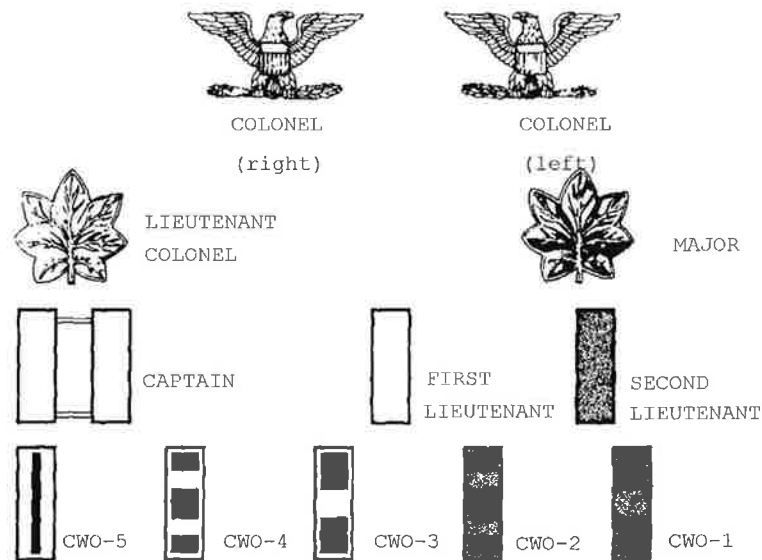 COLONEL
COLONEL
(right)
(left)
LIEUTENANT
COLONEL
MAJOR
CAPTAIN
FIRST
LIEUTENANT
SECOND
LIEUTENANT
CWO-5
CWO-4
CWO-3
CWO-2
CWO-1